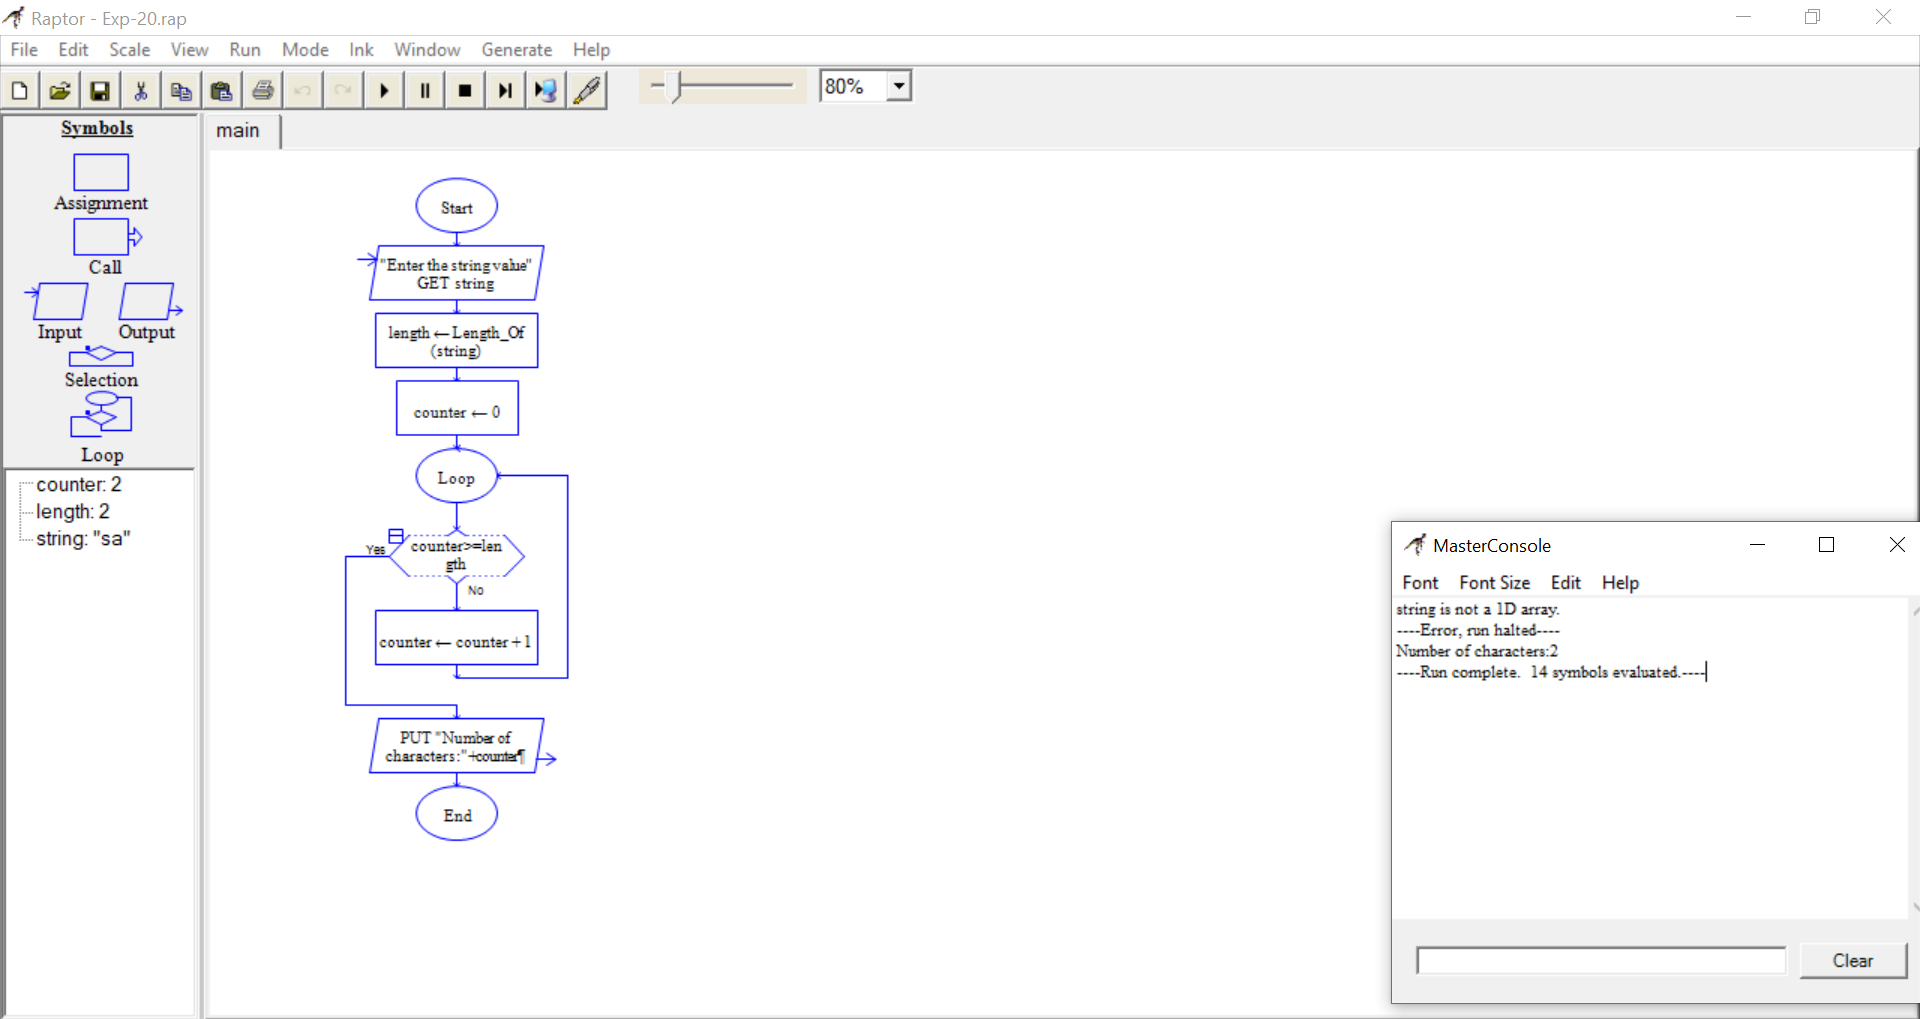 Raptor - Exp-20.rap
File Edit Scale View Run Mode Ink Window Generate Help
80%
Symbols
Assignment
Call
Input Output
Selection
Loop
counter: 2
length: 2
string: "sa"
main
Start
"Enter the string value"
GET string
length ← Length_Of
(string)
counter ← 0
Loop
Yes
counter>=len
gth
No
counter ← counter + 1
PUT "Number of
characters:"+counter¶
End
MasterConsole
Font Font Size Edit Help
string is not a 1D array.
----Error, run halted----
Number of characters:2
----Run complete.  14 symbols evaluated.----
Clear